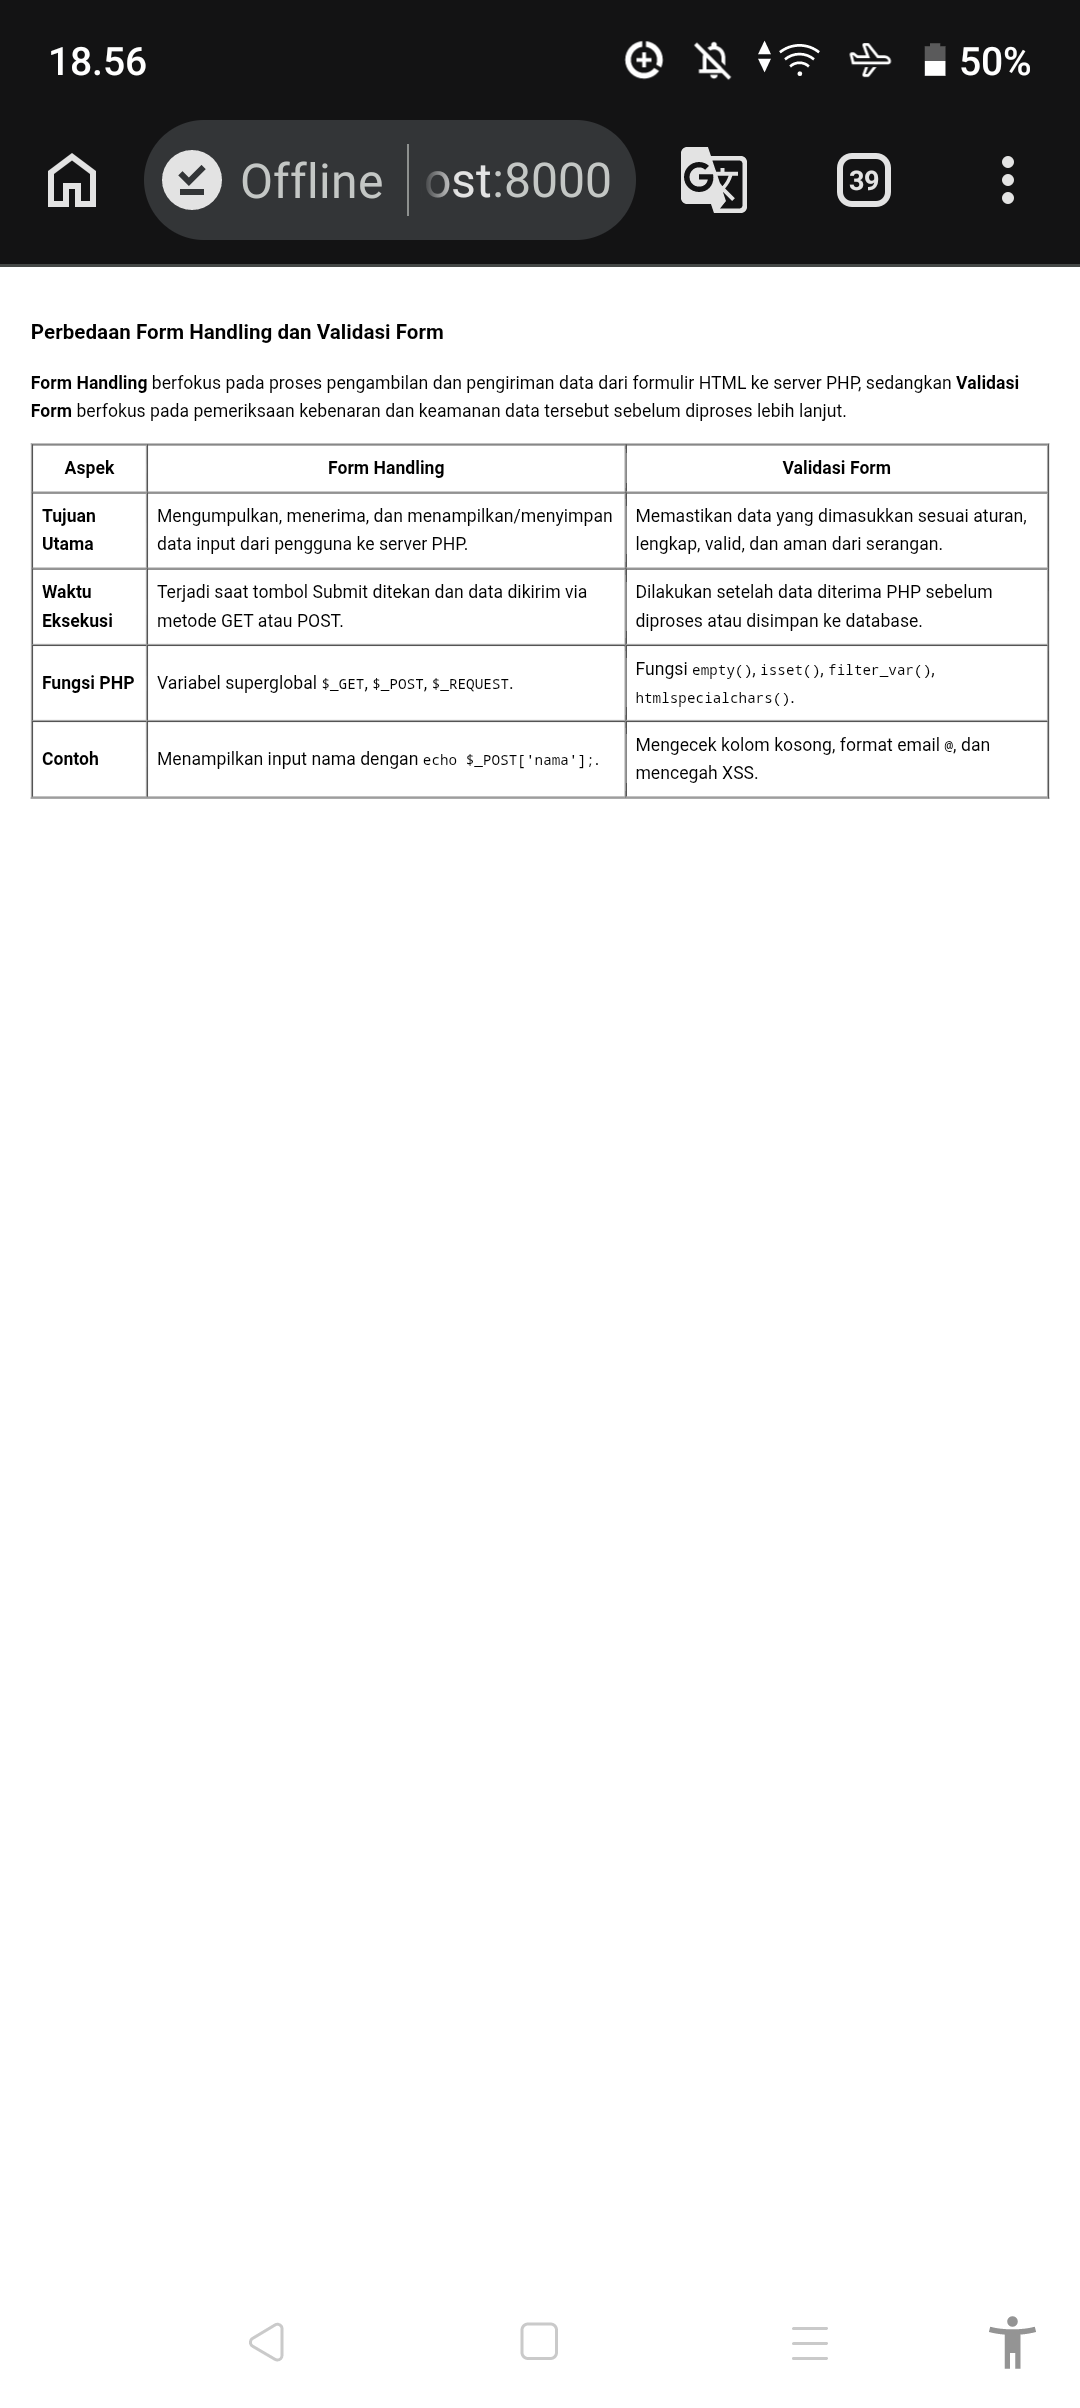 18.56
50%
Offline
ost:8000
39
Perbedaan Form Handling dan Validasi Form
Form Handling berfokus pada proses pengambilan dan pengiriman data dari formulir HTML ke server PHP, sedangkan Validasi
Form berfokus pada pemeriksaan kebenaran dan keamanan data tersebut sebelum diproses lebih lanjut.
Aspek
Form Handling
Validasi Form
Tujuan
Utama
Mengumpulkan, menerima, dan menampilkan/menyimpan
data input dari pengguna ke server PHP.
Memastikan data yang dimasukkan sesuai aturan,
lengkap, valid, dan aman dari serangan.
Waktu
Eksekusi
Terjadi saat tombol Submit ditekan dan data dikirim via
metode GET atau POST.
Dilakukan setelah data diterima PHP sebelum
diproses atau disimpan ke database.
Fungsi PHP
Variabel superglobal $_GET, $_POST, $_REQUEST.
Fungsi empty(), isset(), filter_var(),
htmlspecialchars().
Contoh
Menampilkan input nama dengan echo $_POST['nama'];.
Mengecek kolom kosong, format email @, dan
mencegah XSS.